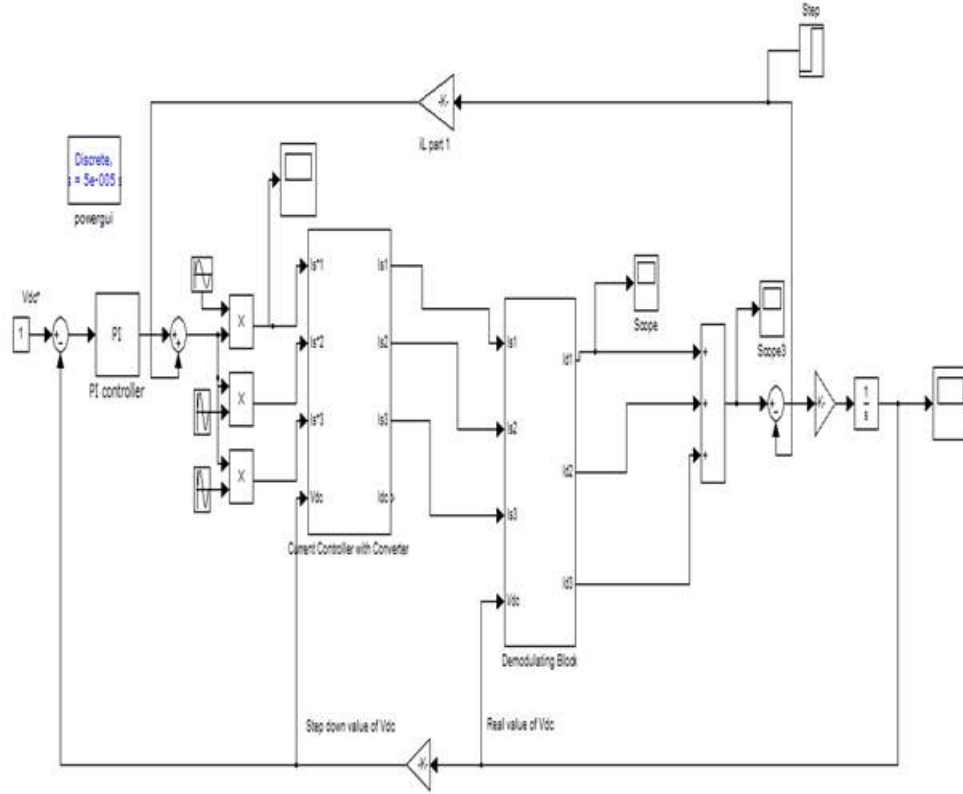 Step
-K-
iL part 1
Discrete,
s = 5e-005 s
powergui
Vdc*
1
PI
PI controller
X
X
X
Is*1
Is*2
Is*3
Vdc
Is1
Is2
Is3
Idc
Current Controller with Converter
Is1
Is2
Is3
Vdc
Id1
Id2
Id3
Demodulating Block
Scope
Scope3
-K-
1
s
Step down value of Vdc
Reall value of Vdc
-K-